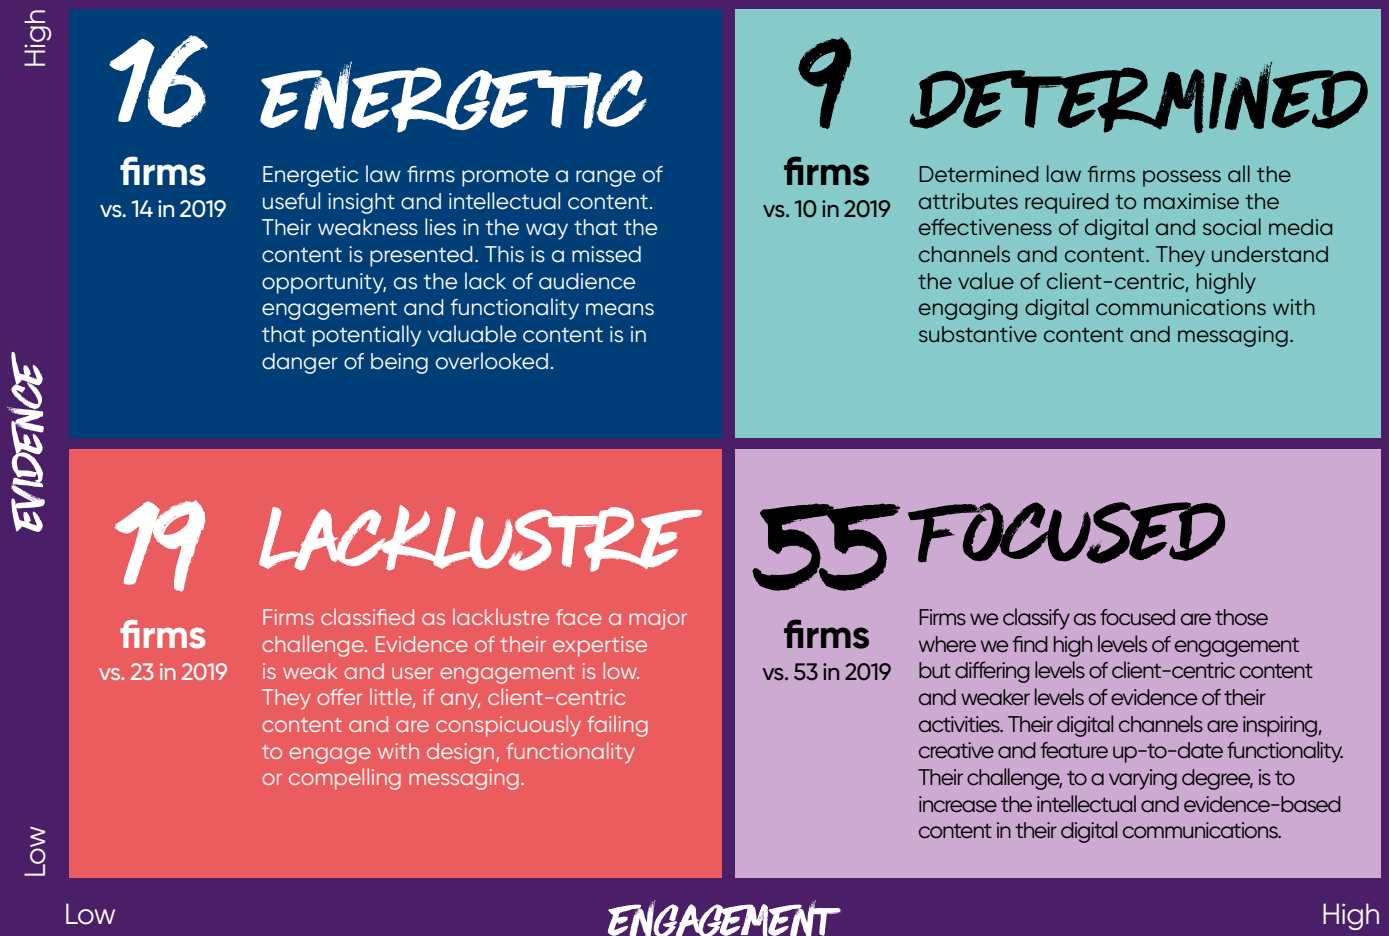 High
16
ENERGETIC
firms
vs. 14 in 2019
Energetic law firms promote a range of
useful insight and intellectual content.
Their weakness lies in the way that the
content is presented. This is a missed
opportunity, as the lack of audience
engagement and functionality means
that potentially valuable content is in
danger of being overlooked.
9
DETERMINED
firms
vs. 10 in 2019
Determined law firms possess all the
attributes required to maximise the
effectiveness of digital and social media
channels and content. They understand
the value of client-centric, highly
engaging digital communications with
substantive content and messaging.
EVIDENCE
19
LACKLUSTRE
firms
vs. 23 in 2019
Firms classified as lacklustre face a major
challenge. Evidence of their expertise
is weak and user engagement is low.
They offer little, if any, client-centric
content and are conspicuously failing
to engage with design, functionality
or compelling messaging.
55
FOCUSED
firms
vs. 53 in 2019
Firms we classify as focused are those
where we find high levels of engagement
but differing levels of client-centric content
and weaker levels of evidence of their
activities. Their digital channels are inspiring,
creative and feature up-to-date functionality.
Their challenge, to a varying degree, is to
increase the intellectual and evidence-based
content in their digital communications.
Low
Low
ENGAGEMENT
High